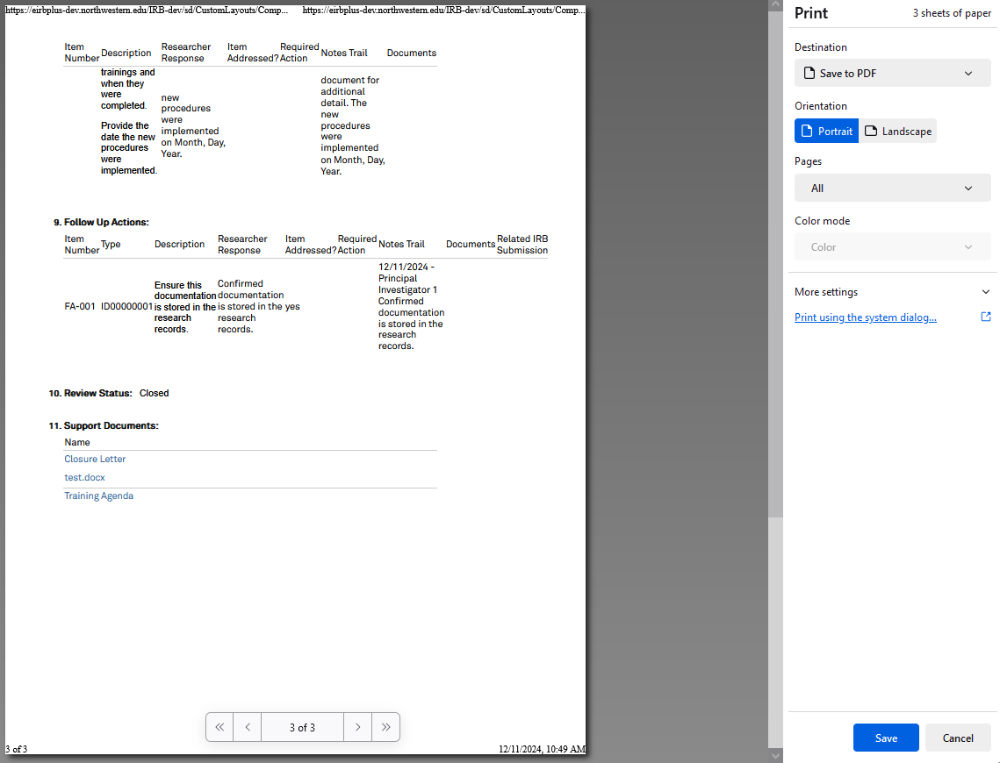 https://eirbplus-dev.northwestern.edu/IRB-dev/sd/CustomLayouts/Comp... https://eirbplus-dev.northwestern.edu/IRB-dev/sd/CustomLayouts/Comp...
Item Number Description Researcher Response Item Addressed? Required Action Notes Trail Documents
trainings and
when they
were
completed.
Provide the
date the new
procedures
were
implemented.
new
procedures
were
implemented
on Month, Day,
Year.
document for
additional
detail. The
new
procedures
were
implemented
on Month, Day,
Year.
9. Follow Up Actions:
Item Number Type Description Researcher Response Item Addressed? Required Action Notes Trail Documents Related IRB Submission
FA-001 ID00000001
Ensure this
documentation
is stored in the
research
records.
Confirmed
documentation
is stored in the
research
records.
yes
12/11/2024 -
Principal
Investigator 1
Confirmed
documentation
is stored in the
research
records.
10. Review Status: Closed
11. Support Documents:
Name
Closure Letter
test.docx
Training Agenda
3 of 3
3 of 3 12/11/2024, 10:49 AM
Print 3 sheets of paper
Destination
Save to PDF
Orientation
Portrait Landscape
Pages
All
Color mode
Color
More settings
Print using the system dialog...
Save Cancel